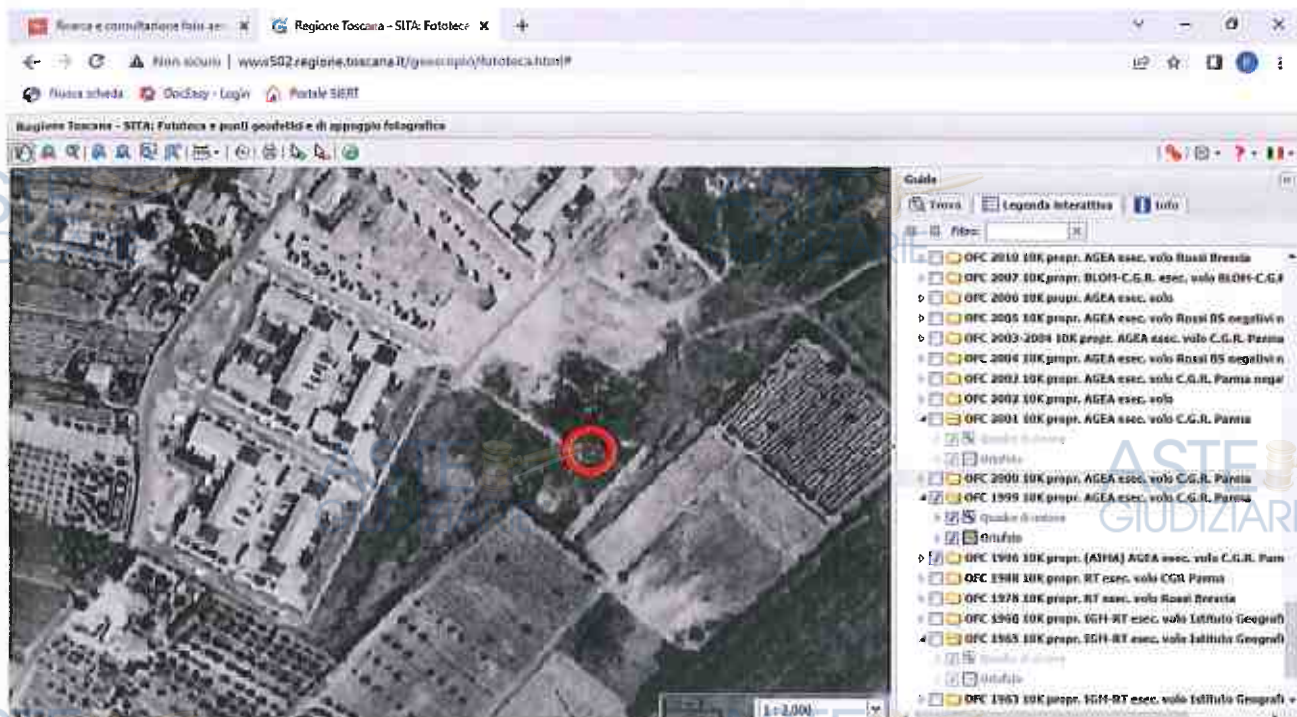 Ricerca e consultazione foto aer
Regione Toscana - SITA: Fototeca
Non sicuro | www502.regione.toscana.it/geoscopio/fototeca.html#
Nuova scheda DocEasy - Login Portale SIERT
Regione Toscana - SITA: Fototeca e punti geodetici e di appoggio fotografico
Guide
Trova Legenda interattiva Info
Filtro:
OFC 2010 10K propr. AGEA esec. volo Rossi Brescia
OFC 2007 10K propr. BLOM-C.G.R. esec. volo BLOM-C.G.R
OFC 2006 10K propr. AGEA esec. volo
OFC 2005 10K propr. AGEA esec. volo Rossi BS negativi n
OFC 2003-2004 10K propr. AGEA esec. volo C.G.R. Parma
OFC 2004 10K propr. AGEA esec. volo Rossi BS negativi n
OFC 2003 10K propr. AGEA esec. volo C.G.R. Parma negat
OFC 2002 10K propr. AGEA esec. volo
OFC 2001 10K propr. AGEA esec. volo C.G.R. Parma
Quadro di unione
Ortofoto
OFC 2000 10K propr. AGEA esec. volo C.G.R. Parma
OFC 1999 10K propr. AGEA esec. volo C.G.R. Parma
Quadro di unione
Ortofoto
OFC 1996 10K propr. (AIMA) AGEA esec. volo C.G.R. Parm
OFC 1988 10K propr. RT esec. volo CGR Parma
OFC 1978 10K propr. RT esec. volo Rossi Brescia
OFC 10K propr. IGM-RT esec. volo Istituto Geografi
OFC 1965 10K propr. IGM-RT esec. volo Istituto Geografi
Quadro di unione
Ortofoto
OFC 1963 10K propr. IGM-RT esec. volo Istituto Geografi
1 : 2.000
ASTE
GIUDIZIARIE